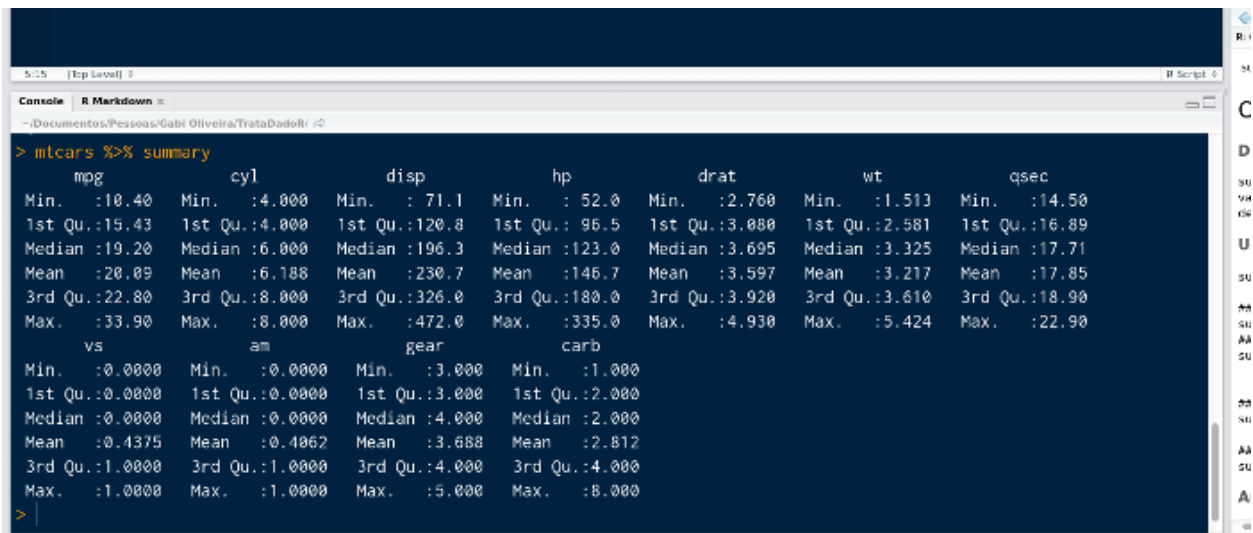 R:
5:15 (Top Level)
R Script
Console R Markdown
~/Documentos/Pessoas/Gabi Oliveira/TrataDadoR/
> mtcars %>% summary
mpg cyl disp hp drat wt qsec
Min. :10.40 Min. :4.000 Min. : 71.1 Min. : 52.0 Min. :2.760 Min. :1.513 Min. :14.50
1st Qu.:15.43 1st Qu.:4.000 1st Qu.:120.8 1st Qu.: 96.5 1st Qu.:3.080 1st Qu.:2.581 1st Qu.:16.89
Median :19.20 Median :6.000 Median :196.3 Median :123.0 Median :3.695 Median :3.325 Median :17.71
Mean :20.09 Mean :6.188 Mean :230.7 Mean :146.7 Mean :3.597 Mean :3.217 Mean :17.85
3rd Qu.:22.80 3rd Qu.:8.000 3rd Qu.:326.0 3rd Qu.:180.0 3rd Qu.:3.920 3rd Qu.:3.610 3rd Qu.:18.90
Max. :33.90 Max. :8.000 Max. :472.0 Max. :335.0 Max. :4.930 Max. :5.424 Max. :22.90
vs am gear carb
Min. :0.0000 Min. :0.0000 Min. :3.000 Min. :1.000
1st Qu.:0.0000 1st Qu.:0.0000 1st Qu.:3.000 1st Qu.:2.000
Median :0.0000 Median :0.0000 Median :4.000 Median :2.000
Mean :0.4375 Mean :0.4062 Mean :3.688 Mean :2.812
3rd Qu.:1.0000 3rd Qu.:1.0000 3rd Qu.:4.000 3rd Qu.:4.000
Max. :1.0000 Max. :1.0000 Max. :5.000 Max. :8.000
>